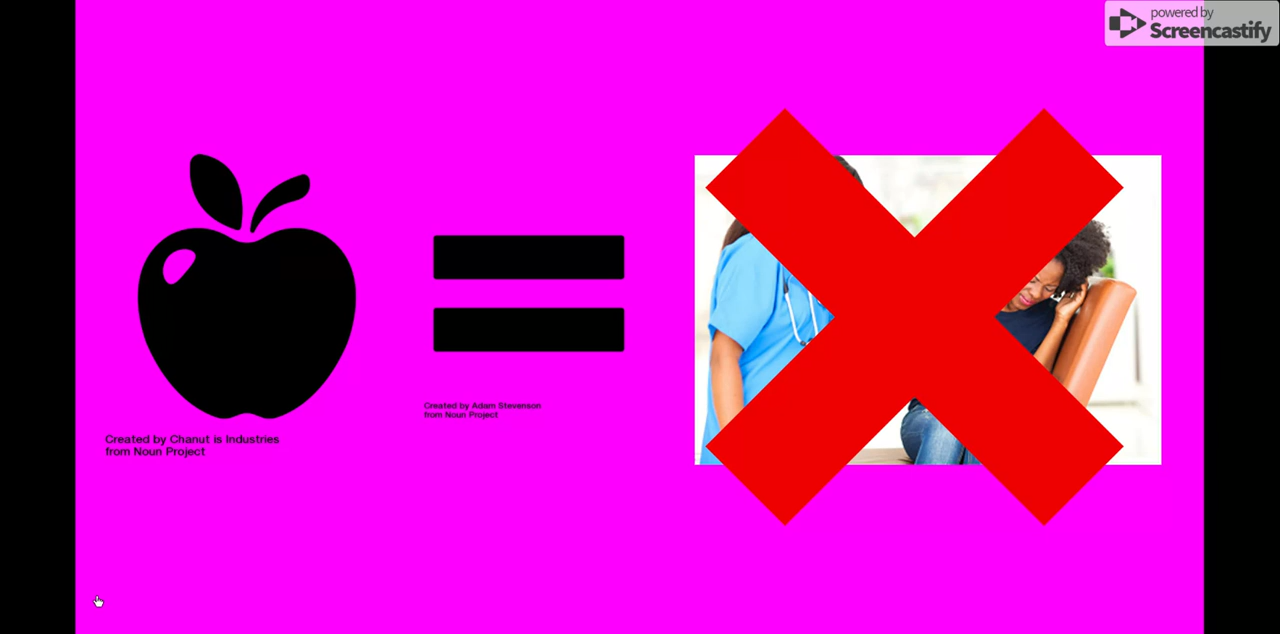 powered by
Screencastify
Created by Adam Stevenson
from Noun Project
Created by Chanut is Industries
from Noun Project